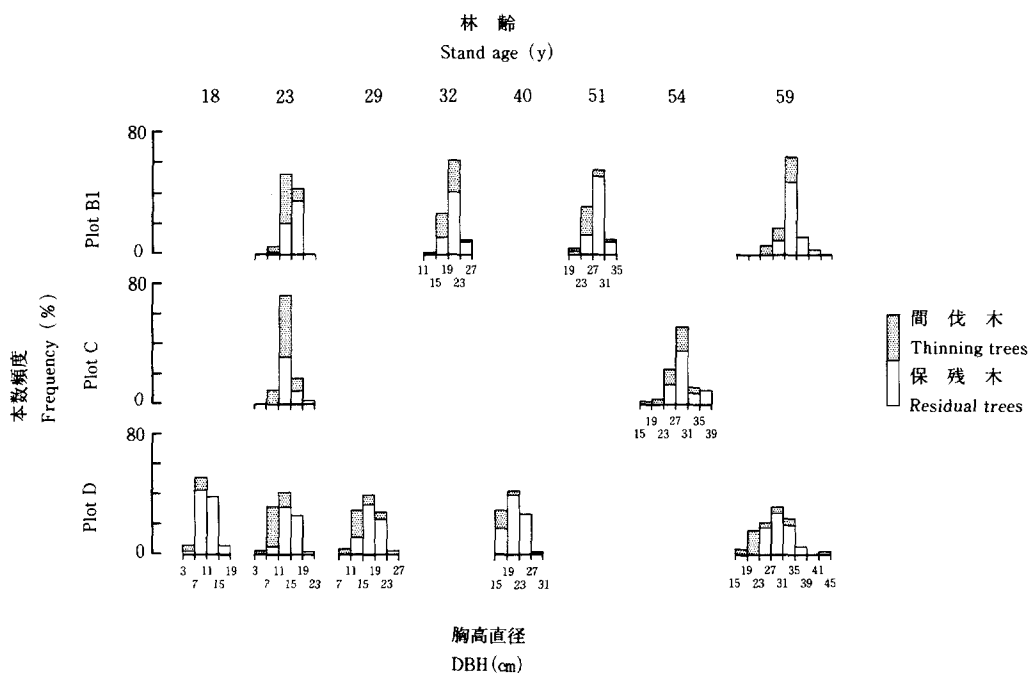 林 齢
Stand age (y)
18 23 29 32 40 51 54 59
本数頻度
Frequency (%)
Plot B1
80
0
11 19 27
15 23
19 27 35
23 31
Plot C
80
0
19 27 35
15 23 31 39
Plot D
80
0
3 11 19
7 15
3 11 19
7 15 23
11 19 27
7 15 23
19 27
15 23 31
19 27 35 41
15 23 31 39 45
間 伐 木
Thinning trees
保 残 木
Residual trees
胸高直径
DBH(cm)